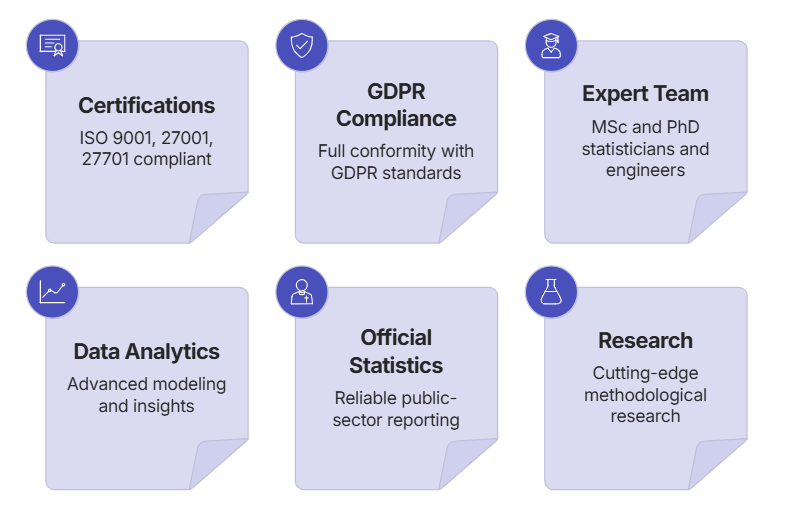 Certifications
ISO 9001, 27001,
27701 compliant
GDPR
Compliance
Full conformity with
GDPR standards
Expert Team
MSc and PhD
statisticians and
engineers
Data Analytics
Advanced modeling
and insights
Official
Statistics
Reliable public-
sector reporting
Research
Cutting-edge
methodological
research